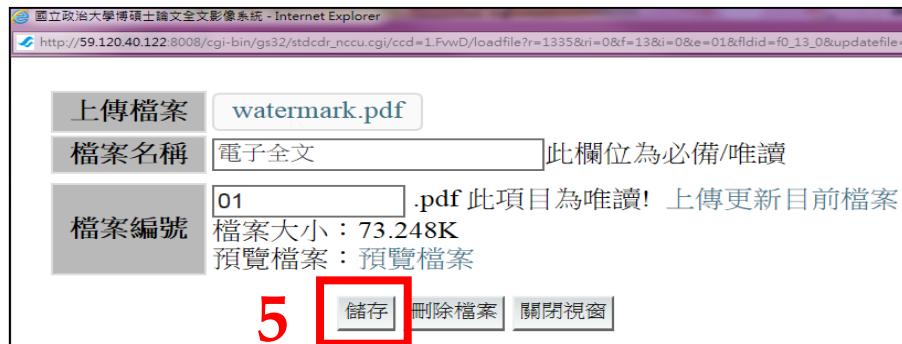 國立政治大學博碩士論文全文影像系統 - Internet Explorer
http://59.120.40.122:8008/cgi-bin/gs32/stdcdr_nccu.cgi/ccd=1.FvwD/loadfile?r=1335&ri=0&f=13&i=0&e=01&fldid=f0_13_0&updatefile=
上傳檔案 watermark.pdf
檔案名稱 電子全文 此欄位為必備/唯讀
01 .pdf 此項目為唯讀! 上傳更新目前檔案
檔案編號 檔案大小：73.248K
預覽檔案：預覽檔案
5 儲存 刪除檔案 關閉視窗